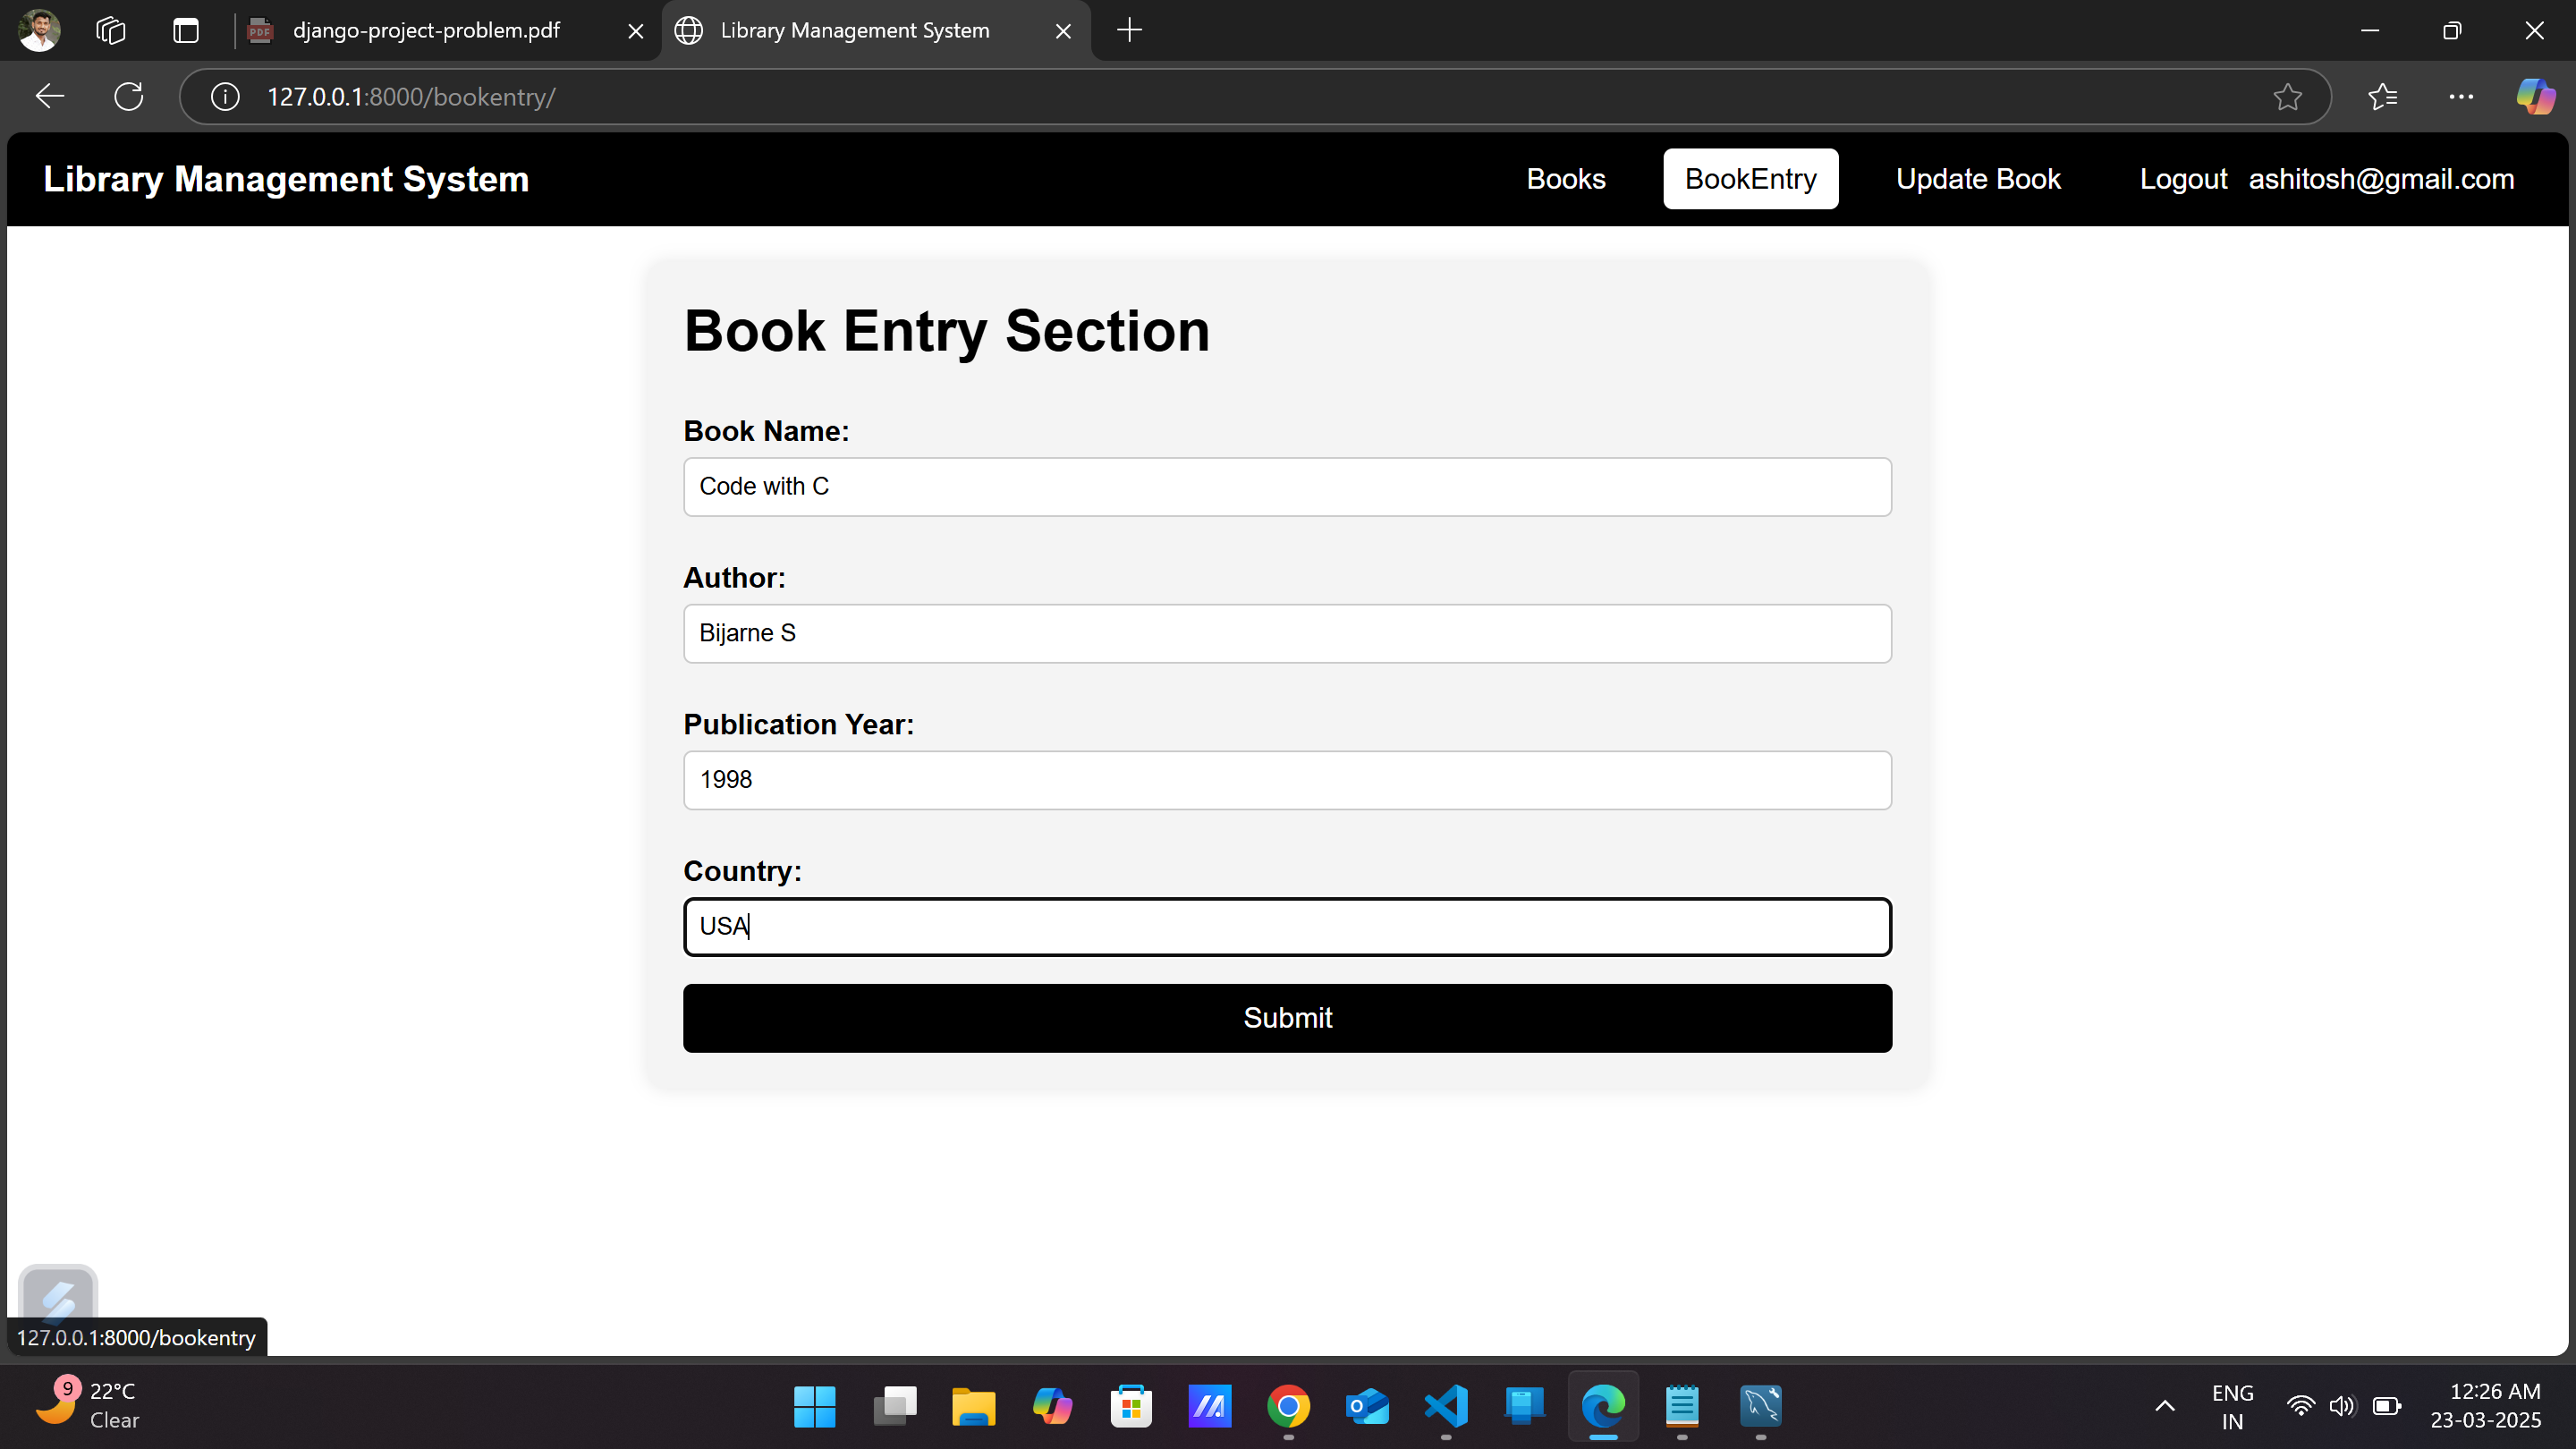 django-project-problem.pdf
Library Management System
127.0.0.1:8000/bookentry/
Library Management System
Books
BookEntry
Update Book
Logout
ashitosh@gmail.com
Book Entry Section
Book Name:
Code with C
Author:
Bijarne S
Publication Year:
1998
Country:
USA
Submit
127.0.0.1:8000/bookentry
9
22°C
Clear
ENG
IN
12:26 AM
23-03-2025